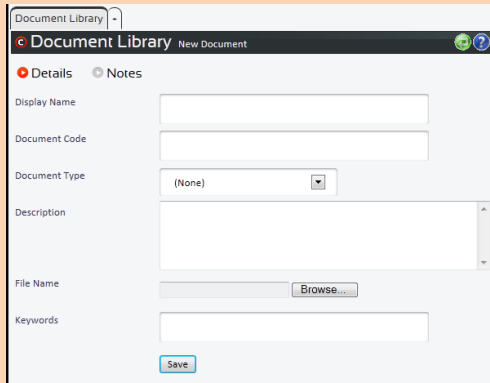 Document Library
Document Library New Document
Details Notes
Display Name
Document Code
Document Type (None)
Description
File Name Browse...
Keywords
Save